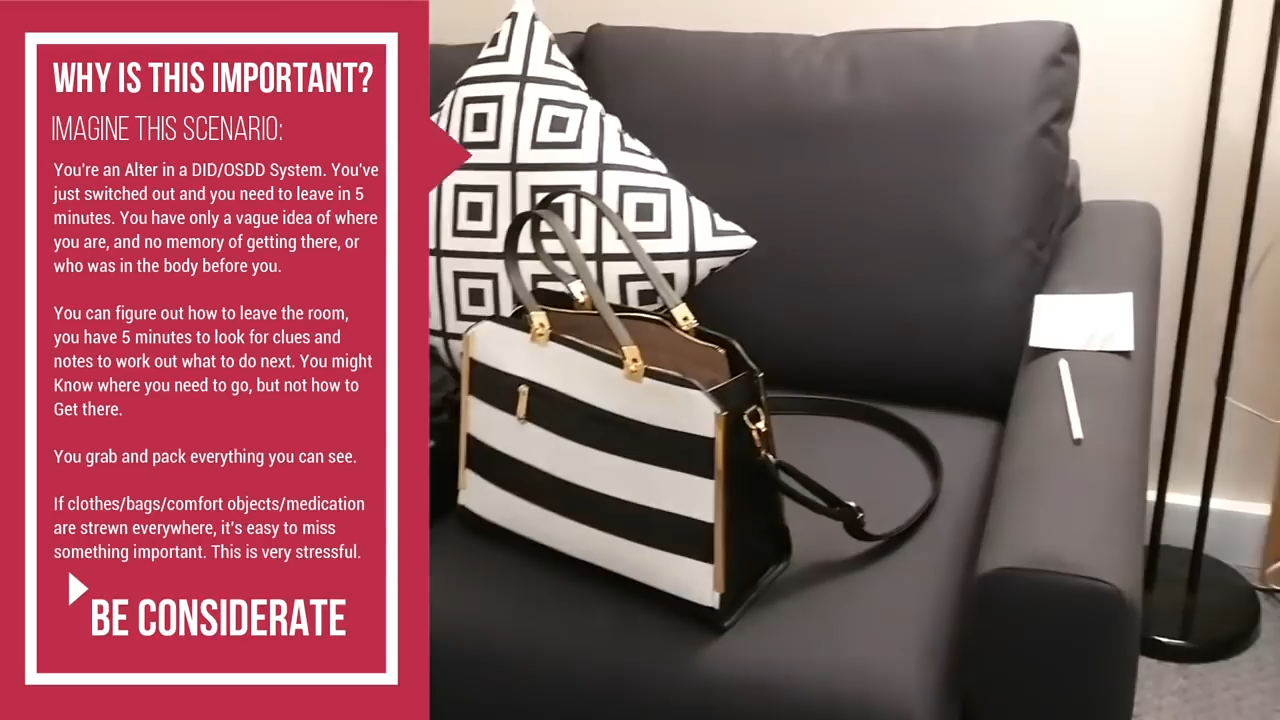 WHY IS THIS IMPORTANT?
IMAGINE THIS SCENARIO:
You're an Alter in a DID/OSDD System. You've
just switched out and you need to leave in 5
minutes. You have only a vague idea of where
you are, and no memory of getting there, or
who was in the body before you.
You can figure out how to leave the room,
you have 5 minutes to look for clues and
notes to work out what to do next. You might
Know where you need to go, but not how to
Get there.
You grab and pack everything you can see.
If clothes/bags/comfort objects/medication
are strewn everywhere, it's easy to miss
something important. This is very stressful.
BE CONSIDERATE